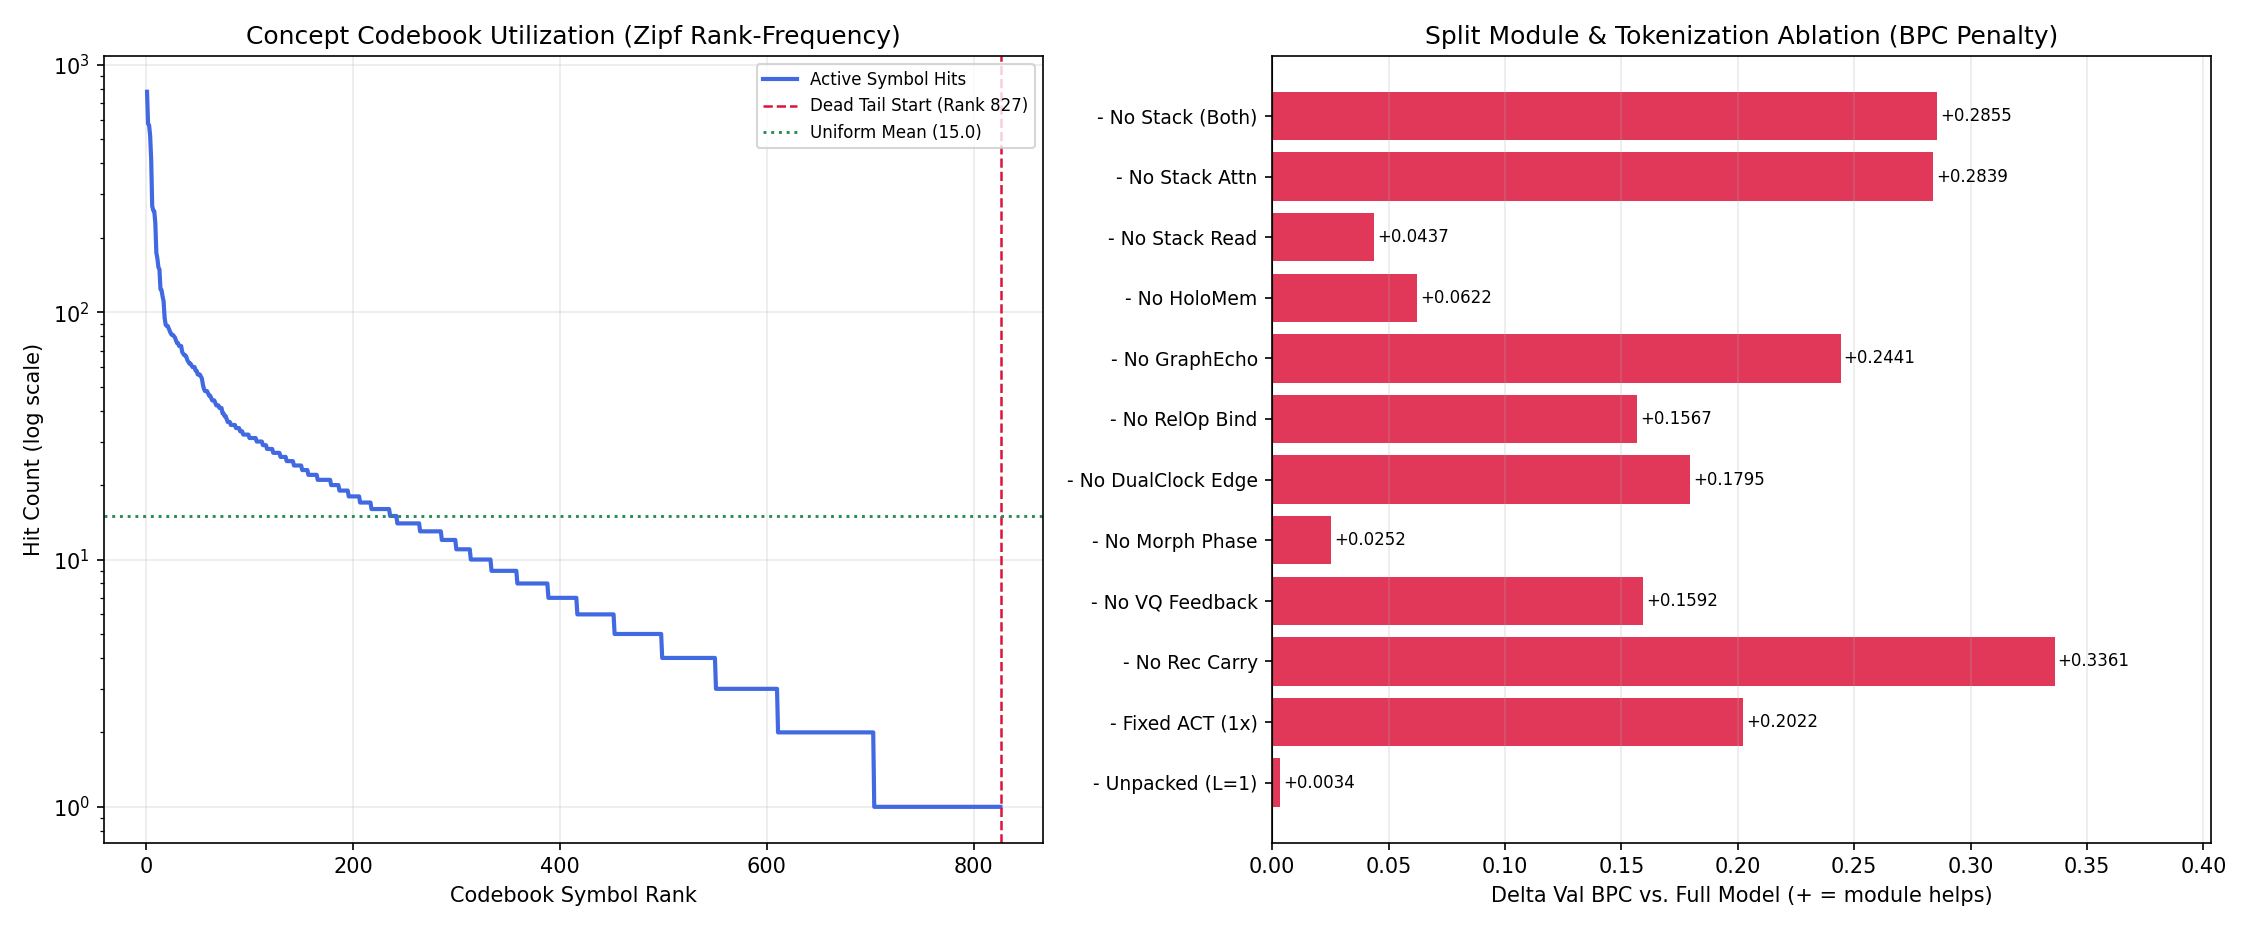 Concept Codebook Utilization (Zipf Rank-Frequency)
Active Symbol Hits
Dead Tail Start (Rank 827)
Uniform Mean (15.0)
Hit Count (log scale)
10³
10²
10¹
10⁰
0 200 400 600 800
Codebook Symbol Rank
Split Module & Tokenization Ablation (BPC Penalty)
- No Stack (Both) +0.2855
- No Stack Attn +0.2839
- No Stack Read +0.0437
- No HoloMem +0.0622
- No GraphEcho +0.2441
- No RelOp Bind +0.1567
- No DualClock Edge +0.1795
- No Morph Phase +0.0252
- No VQ Feedback +0.1592
- No Rec Carry +0.3361
- Fixed ACT (1x) +0.2022
- Unpacked (L=1) +0.0034
0.00 0.05 0.10 0.15 0.20 0.25 0.30 0.35 0.40
Delta Val BPC vs. Full Model (+ = module helps)